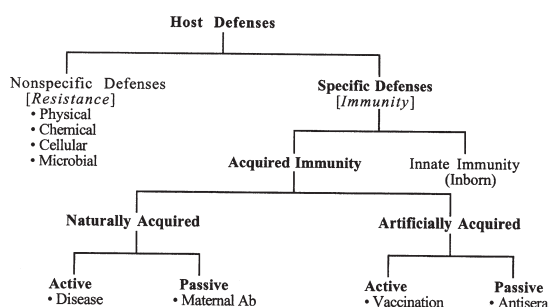 Host Defenses
Nonspecific Defenses
[Resistance]
• Physical
• Chemical
• Cellular
• Microbial
Specific Defenses
[Immunity]
Acquired Immunity
Innate Immunity
(Inborn)
Naturally Acquired
Artificially Acquired
Active
• Disease
Passive
• Maternal Ab
Active
• Vaccination
Passive
• Antisera